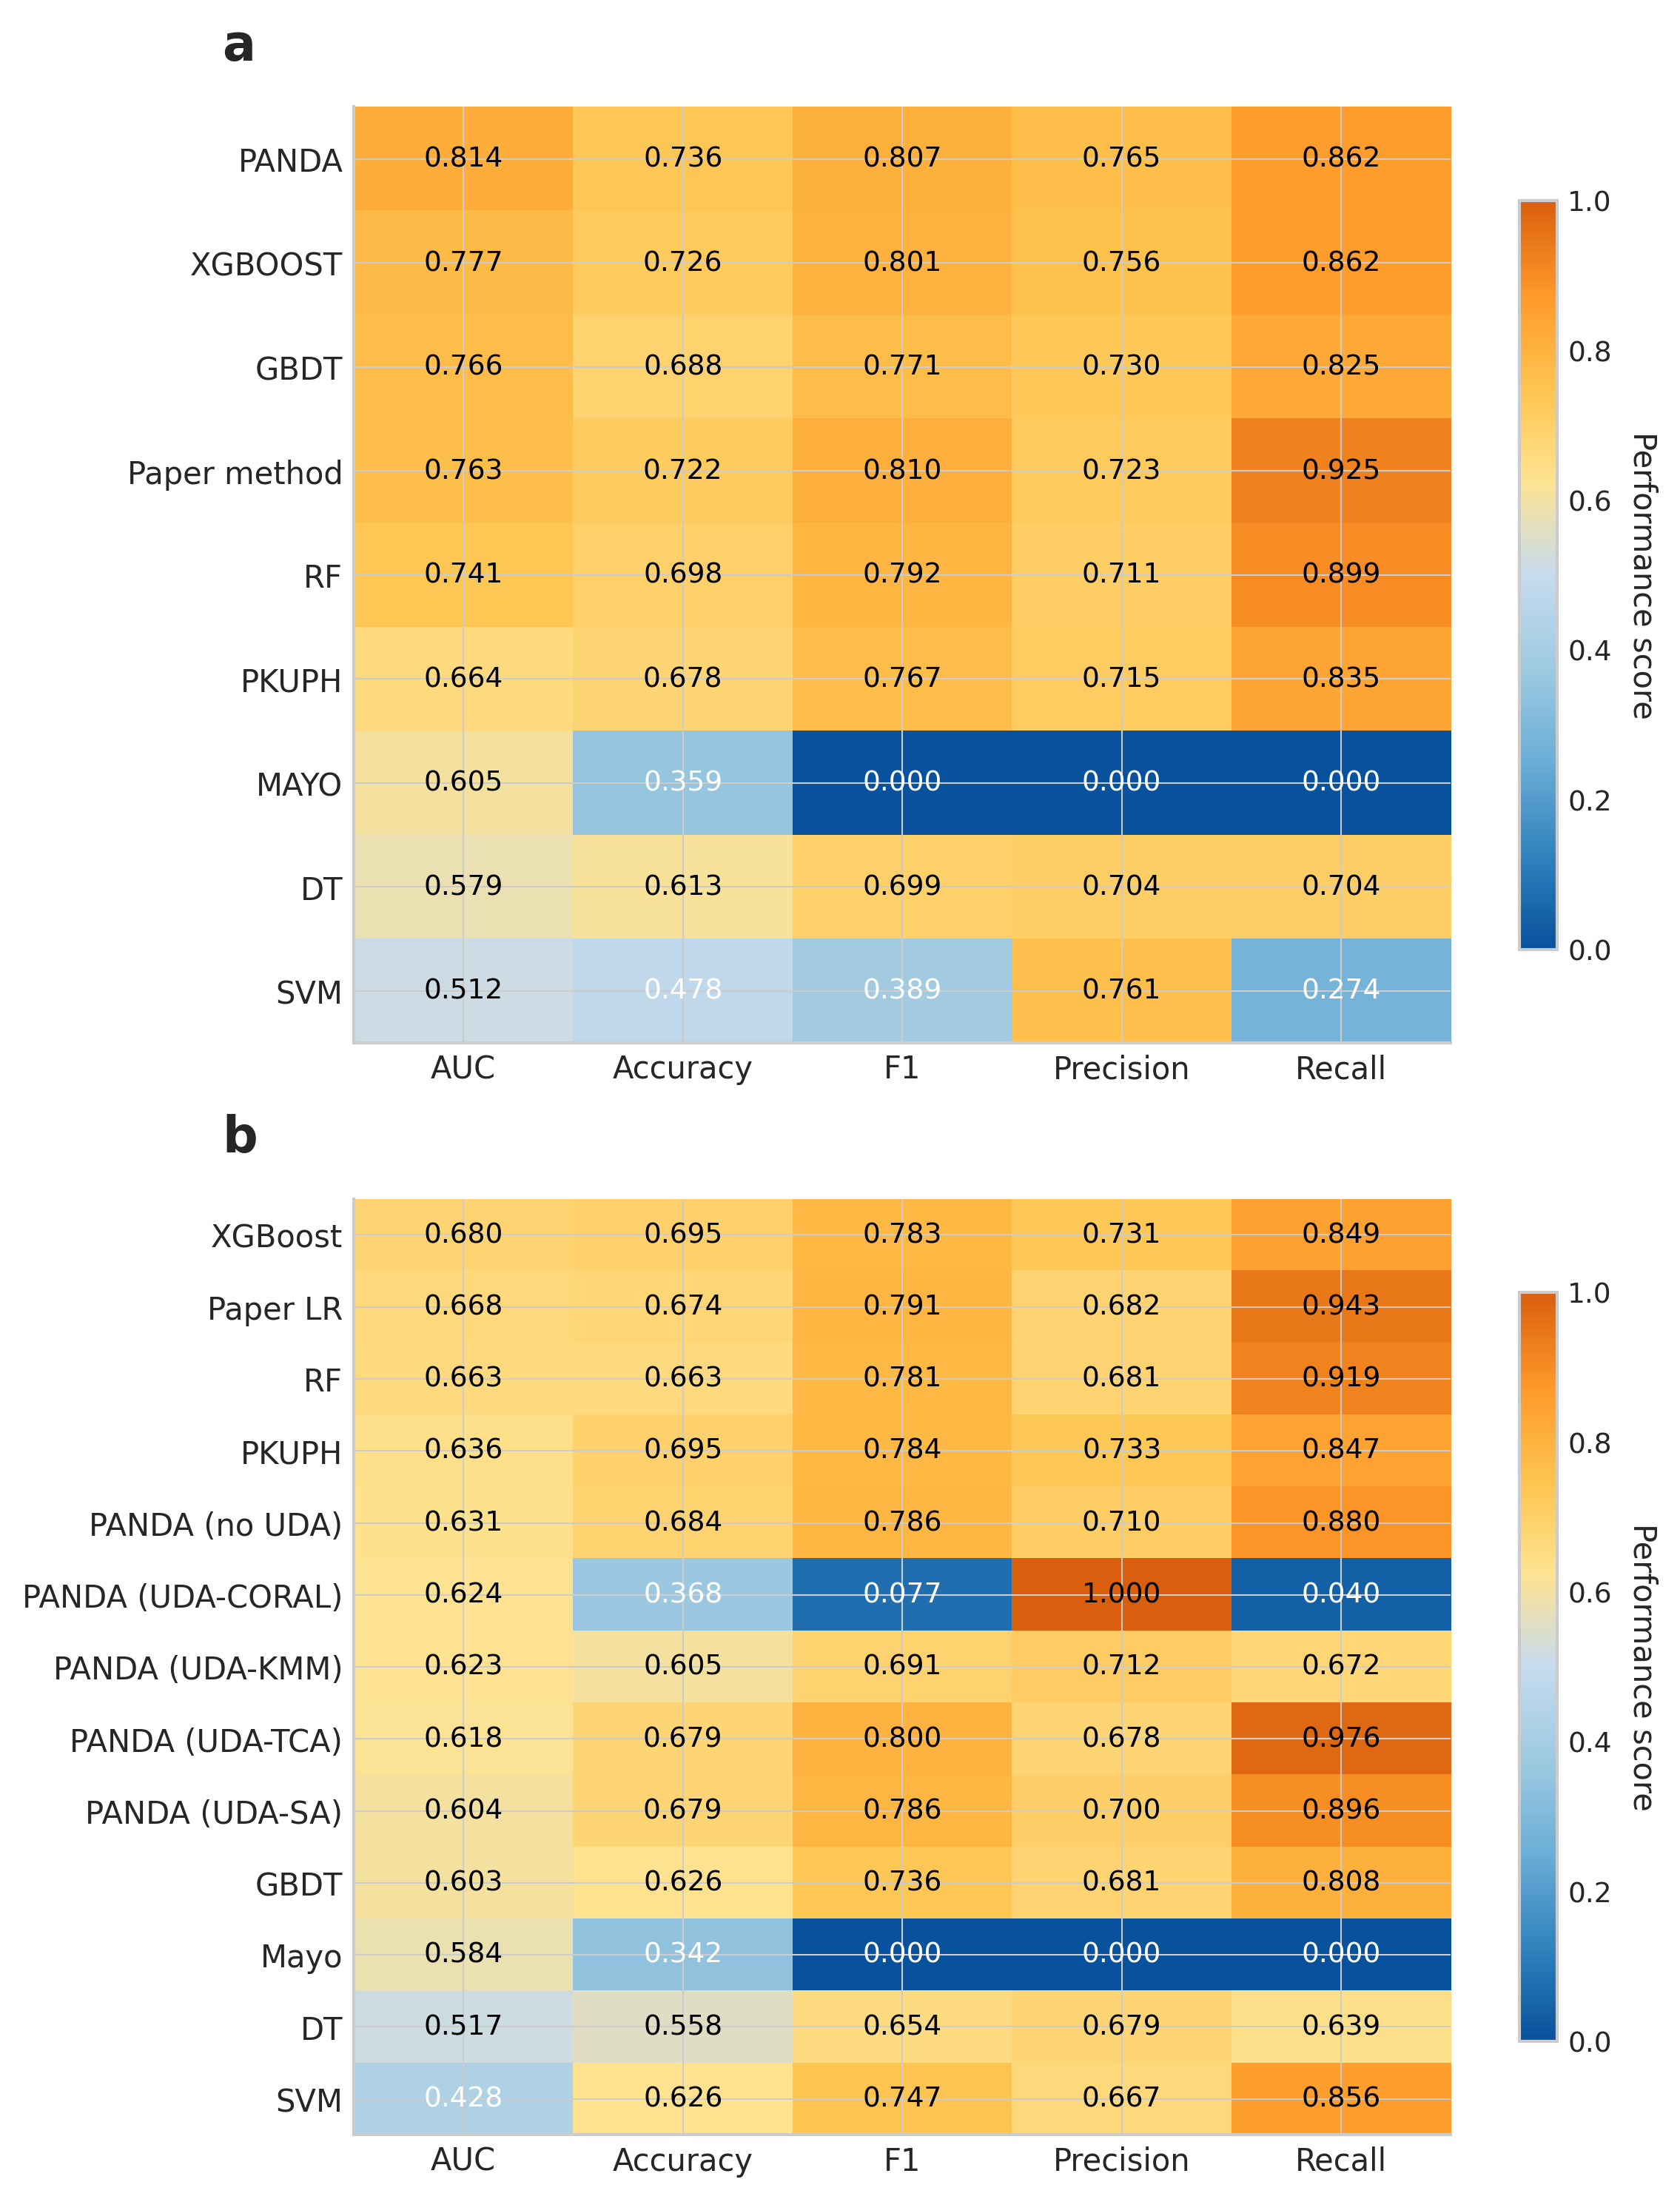 a
PANDA 0.814 0.736 0.807 0.765 0.862
XGBOOST 0.777 0.726 0.801 0.756 0.862
GBDT 0.766 0.688 0.771 0.730 0.825
Paper method 0.763 0.722 0.810 0.723 0.925
RF 0.741 0.698 0.792 0.711 0.899
PKUPH 0.664 0.678 0.767 0.715 0.835
MAYO 0.605 0.359 0.000 0.000 0.000
DT 0.579 0.613 0.699 0.704 0.704
SVM 0.512 0.478 0.389 0.761 0.274
AUC Accuracy F1 Precision Recall
1.0
0.8
0.6
0.4
0.2
0.0
Performance score
b
XGBoost 0.680 0.695 0.783 0.731 0.849
Paper LR 0.668 0.674 0.791 0.682 0.943
RF 0.663 0.663 0.781 0.681 0.919
PKUPH 0.636 0.695 0.784 0.733 0.847
PANDA (no UDA) 0.631 0.684 0.786 0.710 0.880
PANDA (UDA-CORAL) 0.624 0.368 0.077 1.000 0.040
PANDA (UDA-KMM) 0.623 0.605 0.691 0.712 0.672
PANDA (UDA-TCA) 0.618 0.679 0.800 0.678 0.976
PANDA (UDA-SA) 0.604 0.679 0.786 0.700 0.896
GBDT 0.603 0.626 0.736 0.681 0.808
Mayo 0.584 0.342 0.000 0.000 0.000
DT 0.517 0.558 0.654 0.679 0.639
SVM 0.428 0.626 0.747 0.667 0.856
AUC Accuracy F1 Precision Recall
1.0
0.8
0.6
0.4
0.2
0.0
Performance score